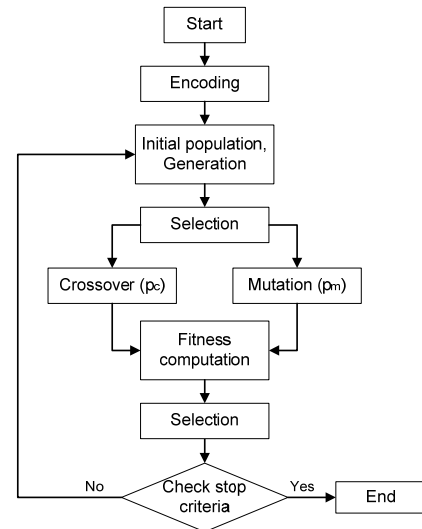 Start
Encoding
Initial population,
Generation
Selection
Crossover (pc)
Mutation (pm)
Fitness
computation
Selection
No
Check stop
criteria
Yes
End